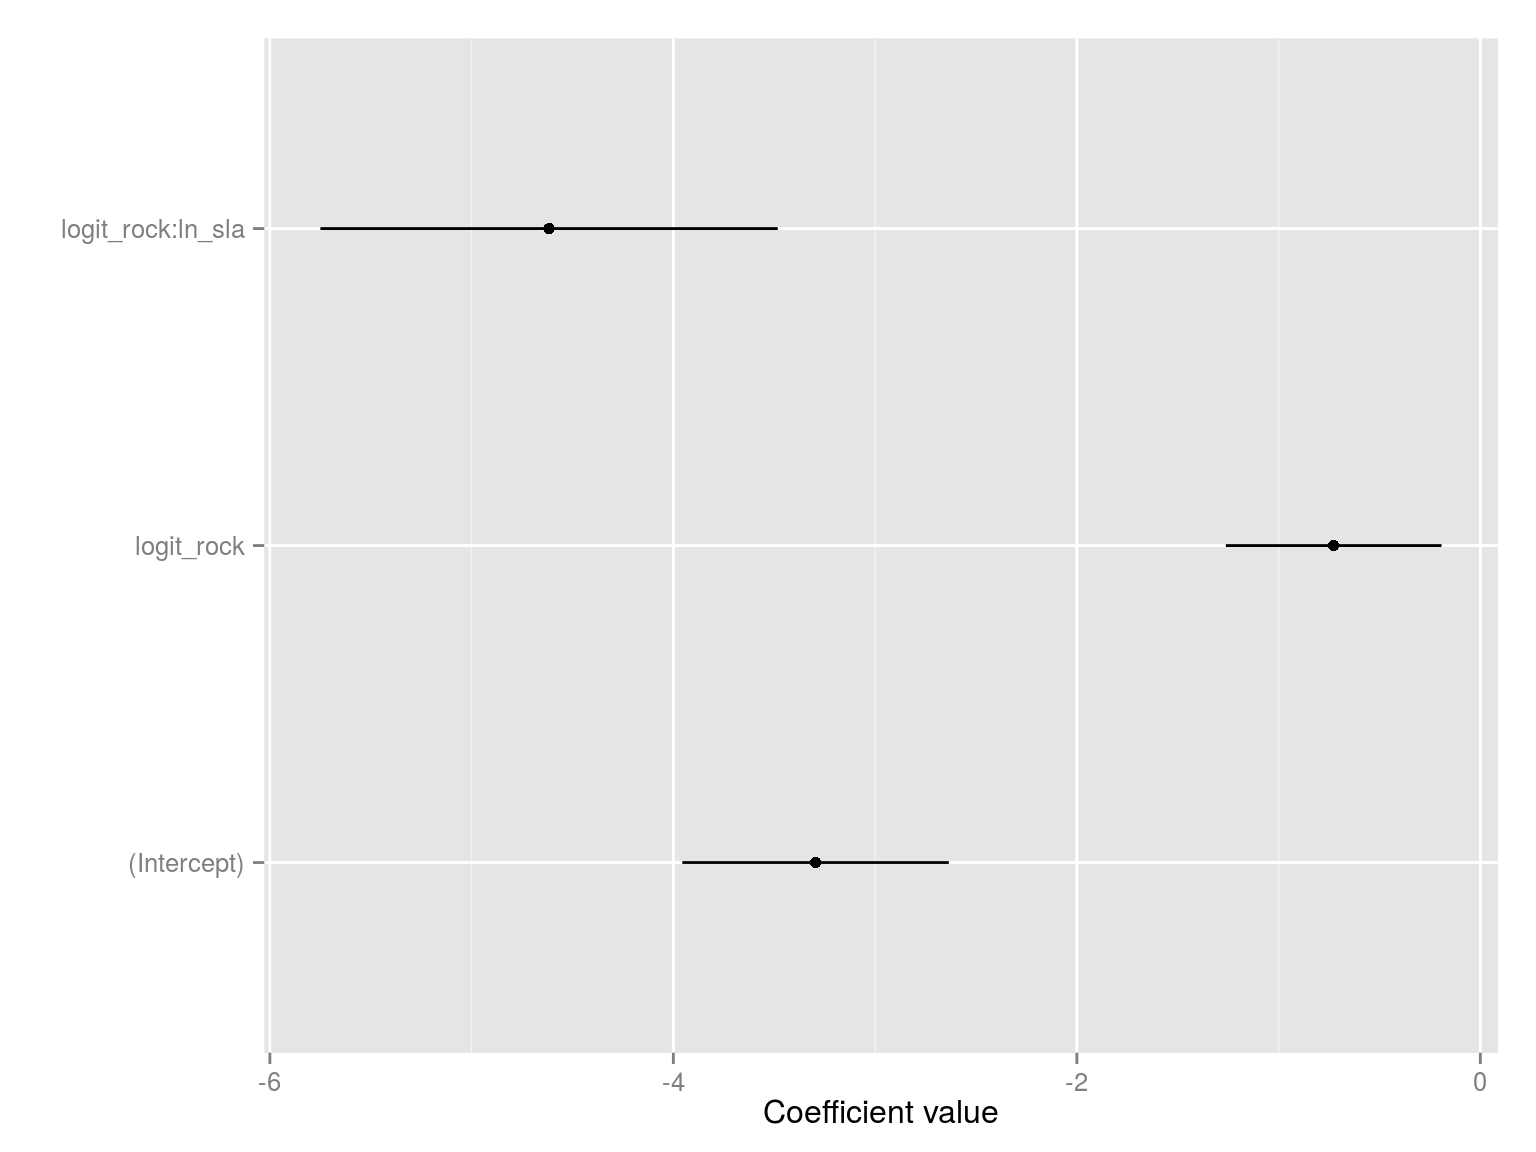 logit_rock:ln_sla
logit_rock
(Intercept)
-6 -4 -2 0
Coefficient value